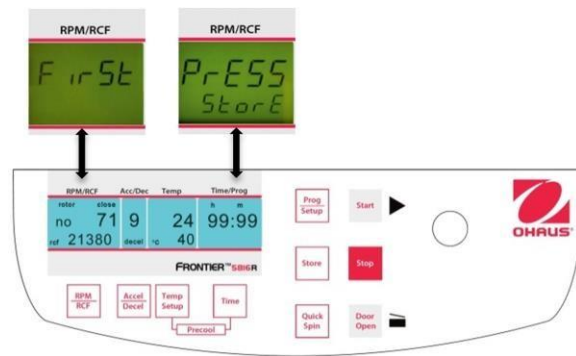 RPM/RCF
FirSt
RPM/RCF
PrESS
StorE
RPM/RCF Acc/Dec Temp Time/Prog
rotor close h m
no 71 9 24 99:99
rcf 21380 decel °C 40
FRONTIER™ 5816R
Prog
Setup
Start
Store
Stop
Quick
Spin
Door
Open
OHAUS®
RPM
RCF
Accel
Decel
Temp
Setup
Time
Precool